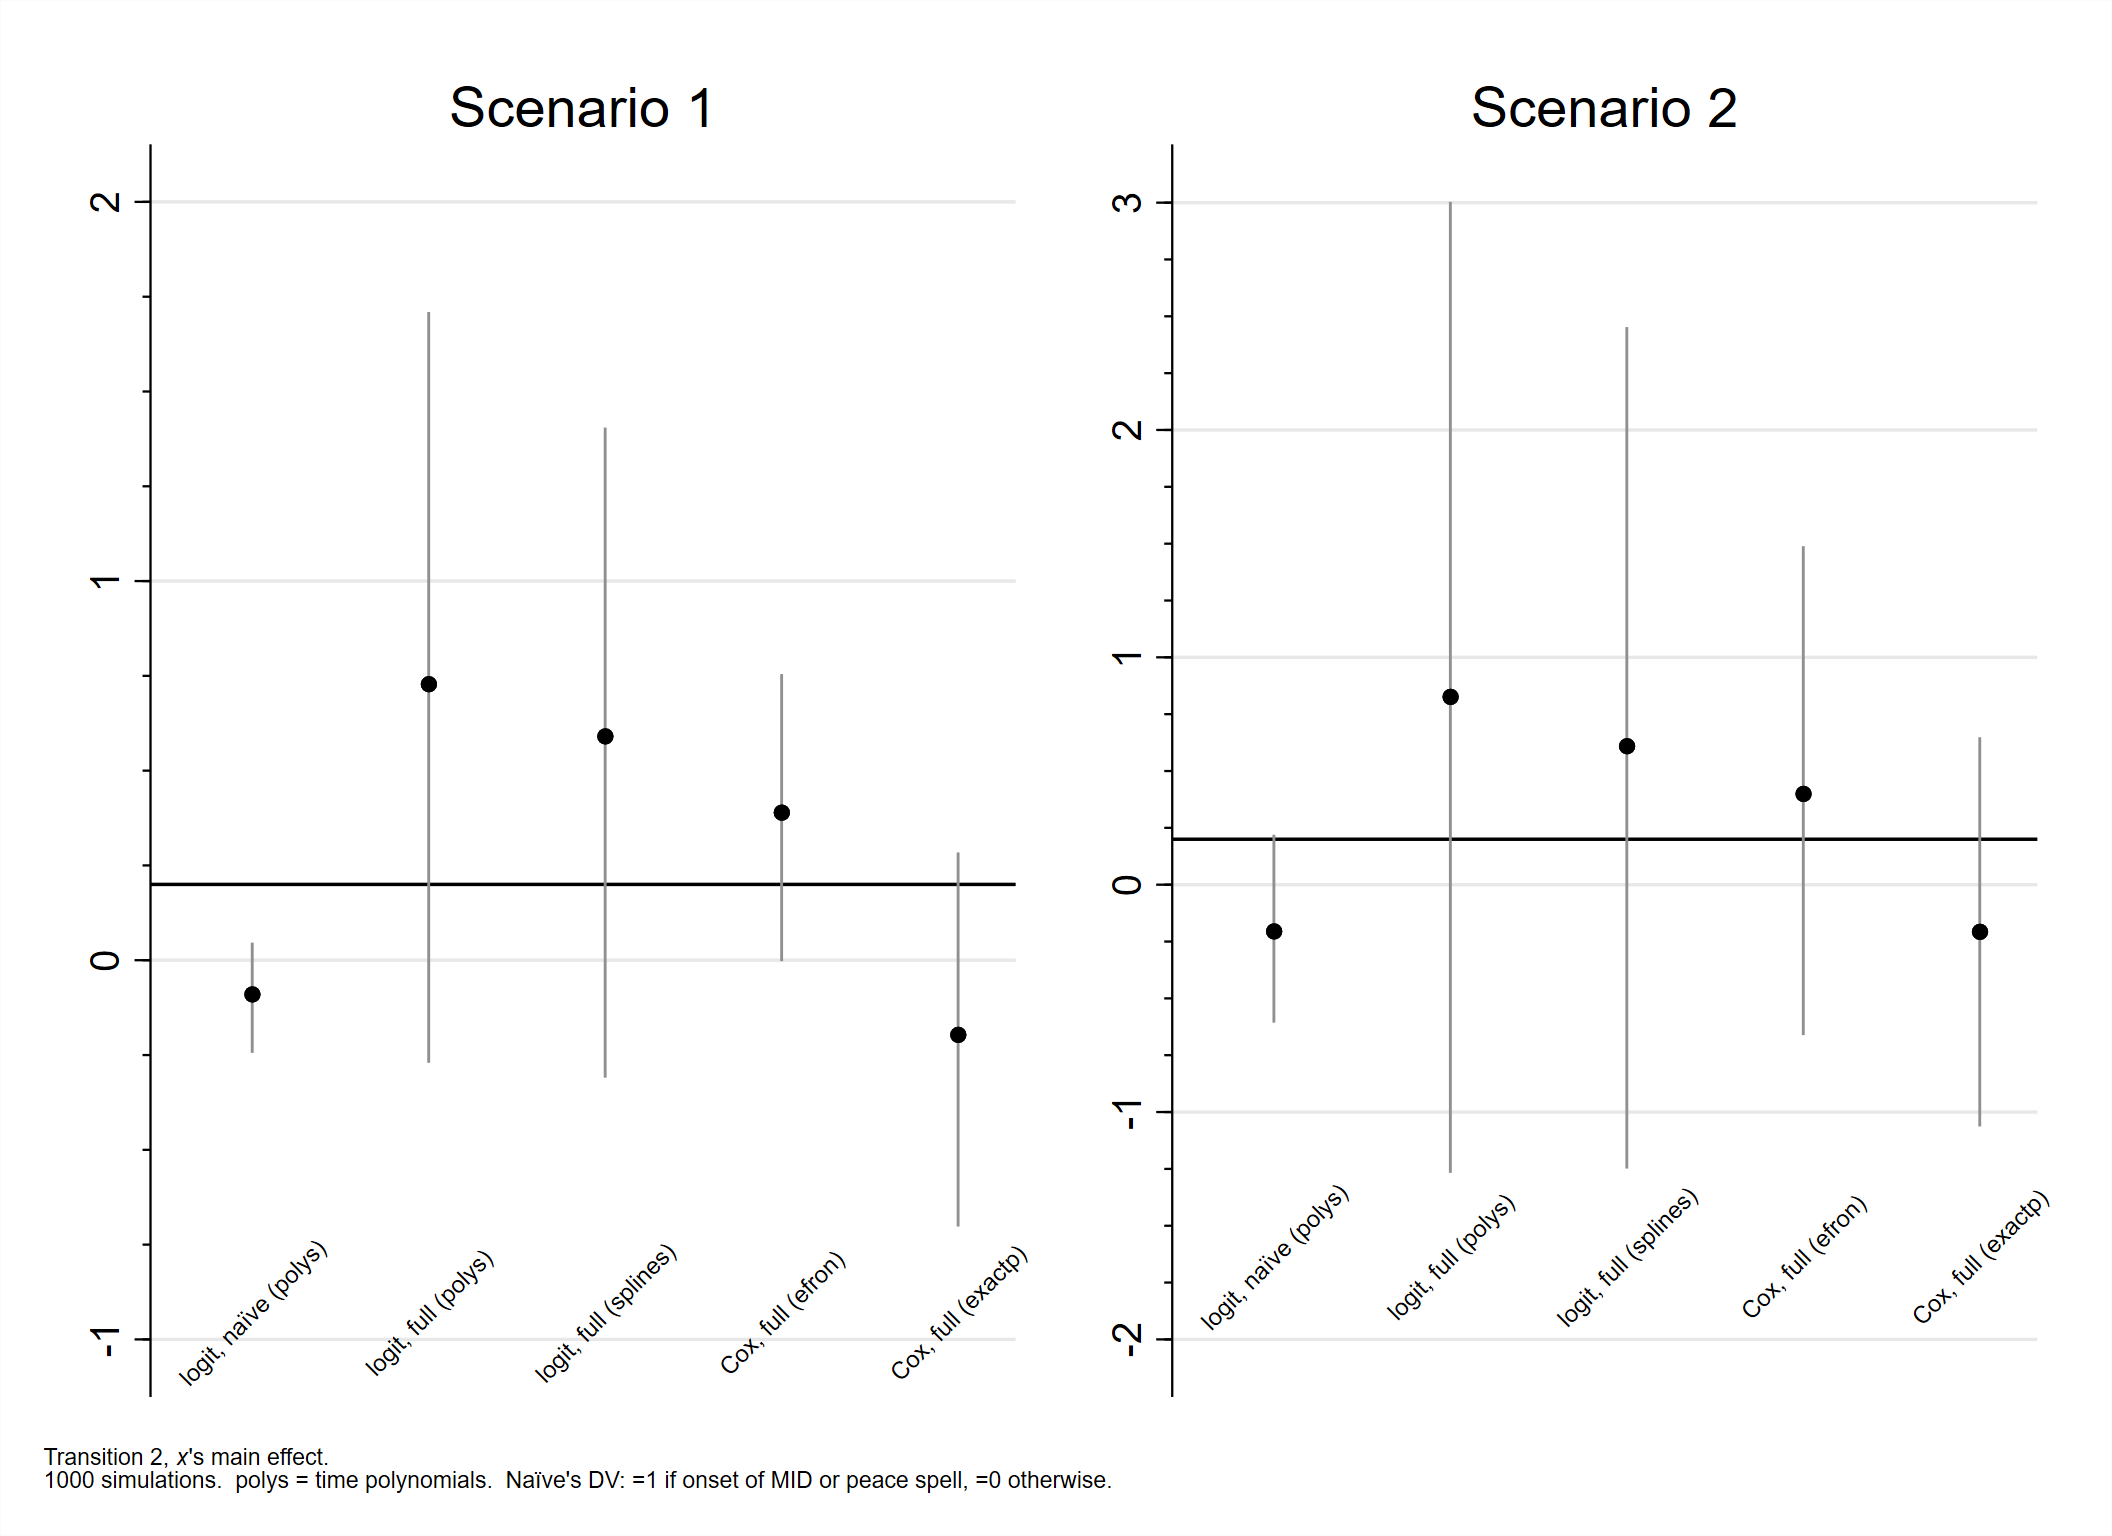 Scenario 1
2
1
0
-1
logit, naïve (polys)
logit, full (polys)
logit, full (splines)
Cox, full (efron)
Cox, full (exactp)
Scenario 2
3
2
1
0
-1
-2
logit, naïve (polys)
logit, full (polys)
logit, full (splines)
Cox, full (efron)
Cox, full (exactp)
Transition 2, x's main effect.
1000 simulations.  polys = time polynomials.  Naïve's DV: =1 if onset of MID or peace spell, =0 otherwise.